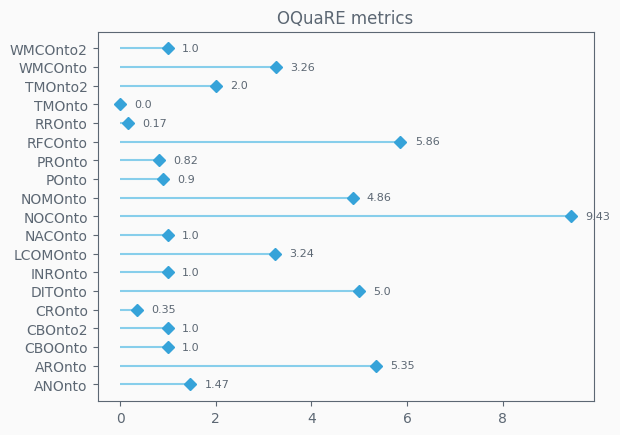 OQuaRE metrics
WMCOnto2 1.0
WMCOnto 3.26
TMOnto2 2.0
TMOnto 0.0
RROnto 0.17
RFCOnto 5.86
PROnto 0.82
POnto 0.9
NOMOnto 4.86
NOCOnto 9.43
NACOnto 1.0
LCOMOnto 3.24
INROnto 1.0
DITOnto 5.0
CROnto 0.35
CBOnto2 1.0
CBOOnto 1.0
AROnto 5.35
ANOnto 1.47
0 2 4 6 8